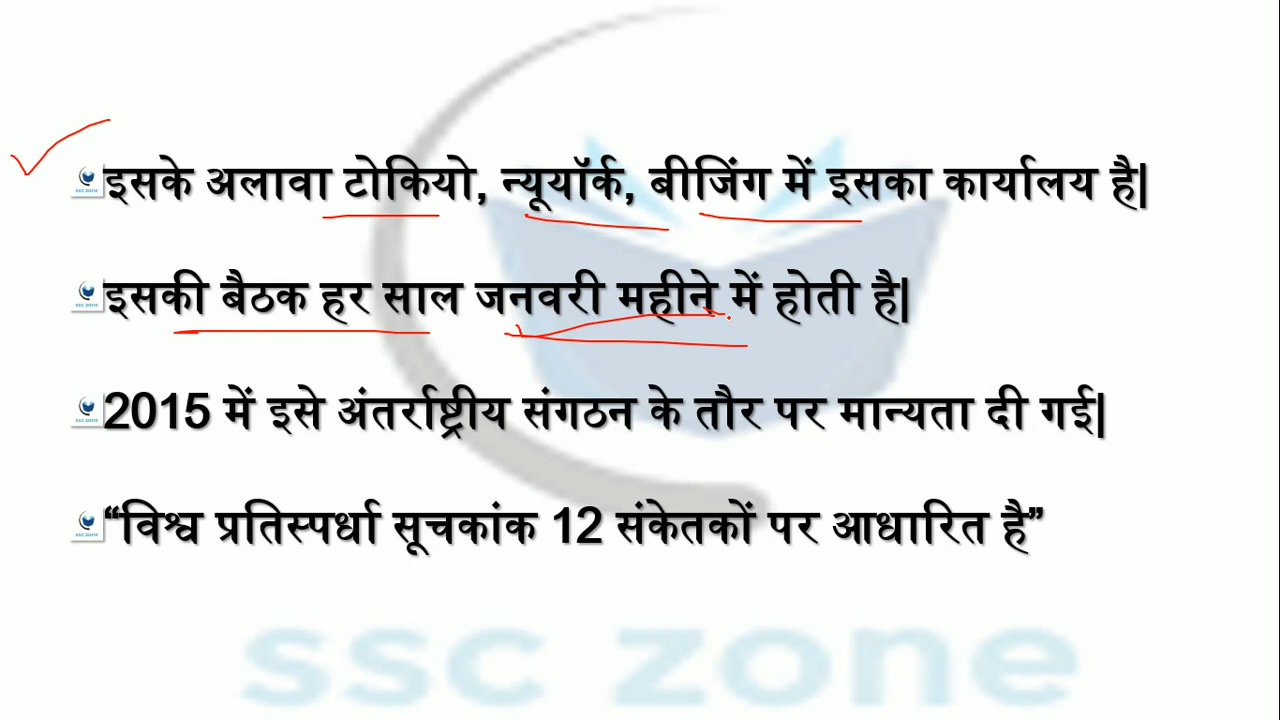 इसके अलावा टोकियो, न्यूयॉर्क, बीजिंग में इसका कार्यालय है|
इसकी बैठक हर साल जनवरी महीने में होती है|
2015 में इसे अंतर्राष्ट्रीय संगठन के तौर पर मान्यता दी गई|
“विश्व प्रतिस्पर्धा सूचकांक 12 संकेतकों पर आधारित है”
ssc zone